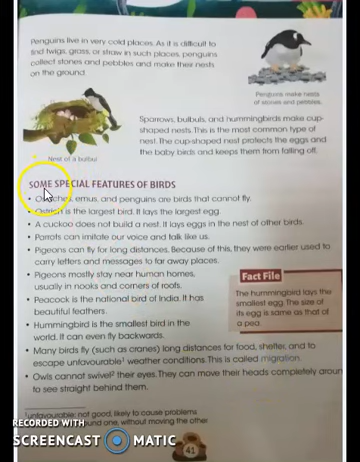 Penguins live in very cold places. As it is difficult to
find twigs, grass, or straw in such places, penguins
collect stones and pebbles and make their nests
on the ground.
Penguins make nests
of stones and pebbles.
Sparrows, bulbuls, and hummingbirds make cup-
shaped nests. This is the most common type of
nest. The cup-shaped nest protects the eggs and
the baby birds and keeps them from falling off.
Nest of a bulbul
SOME SPECIAL FEATURES OF BIRDS
• Ostriches, emus, and penguins are birds that cannot fly.
• Ostrich is the largest bird. It lays the largest egg.
• A cuckoo does not build a nest. It lays eggs in the nest of other birds.
• Parrots can imitate our voice and talk like us.
• Pigeons can fly for long distances. Because of this, they were earlier used to
carry letters and messages to far away places.
• Pigeons mostly stay near human homes,
usually in nooks and corners of roofs.
• Peacock is the national bird of India. It has
beautiful feathers.
• Hummingbird is the smallest bird in the
world. It can even fly backwards.
Fact File
The hummingbird lays the
smallest egg. The size of
its egg is same as that of
a pea.
• Many birds fly (such as cranes) long distances for food, shelter, and to
escape unfavourable¹ weather conditions. This is called migration.
• Owls cannot swivel² their eyes. They can move their heads completely aroun
to see straight behind them.
¹unfavourable: not good; likely to cause problems
ound one, without moving the other
RECORDED WITH
SCREENCAST MATIC
41